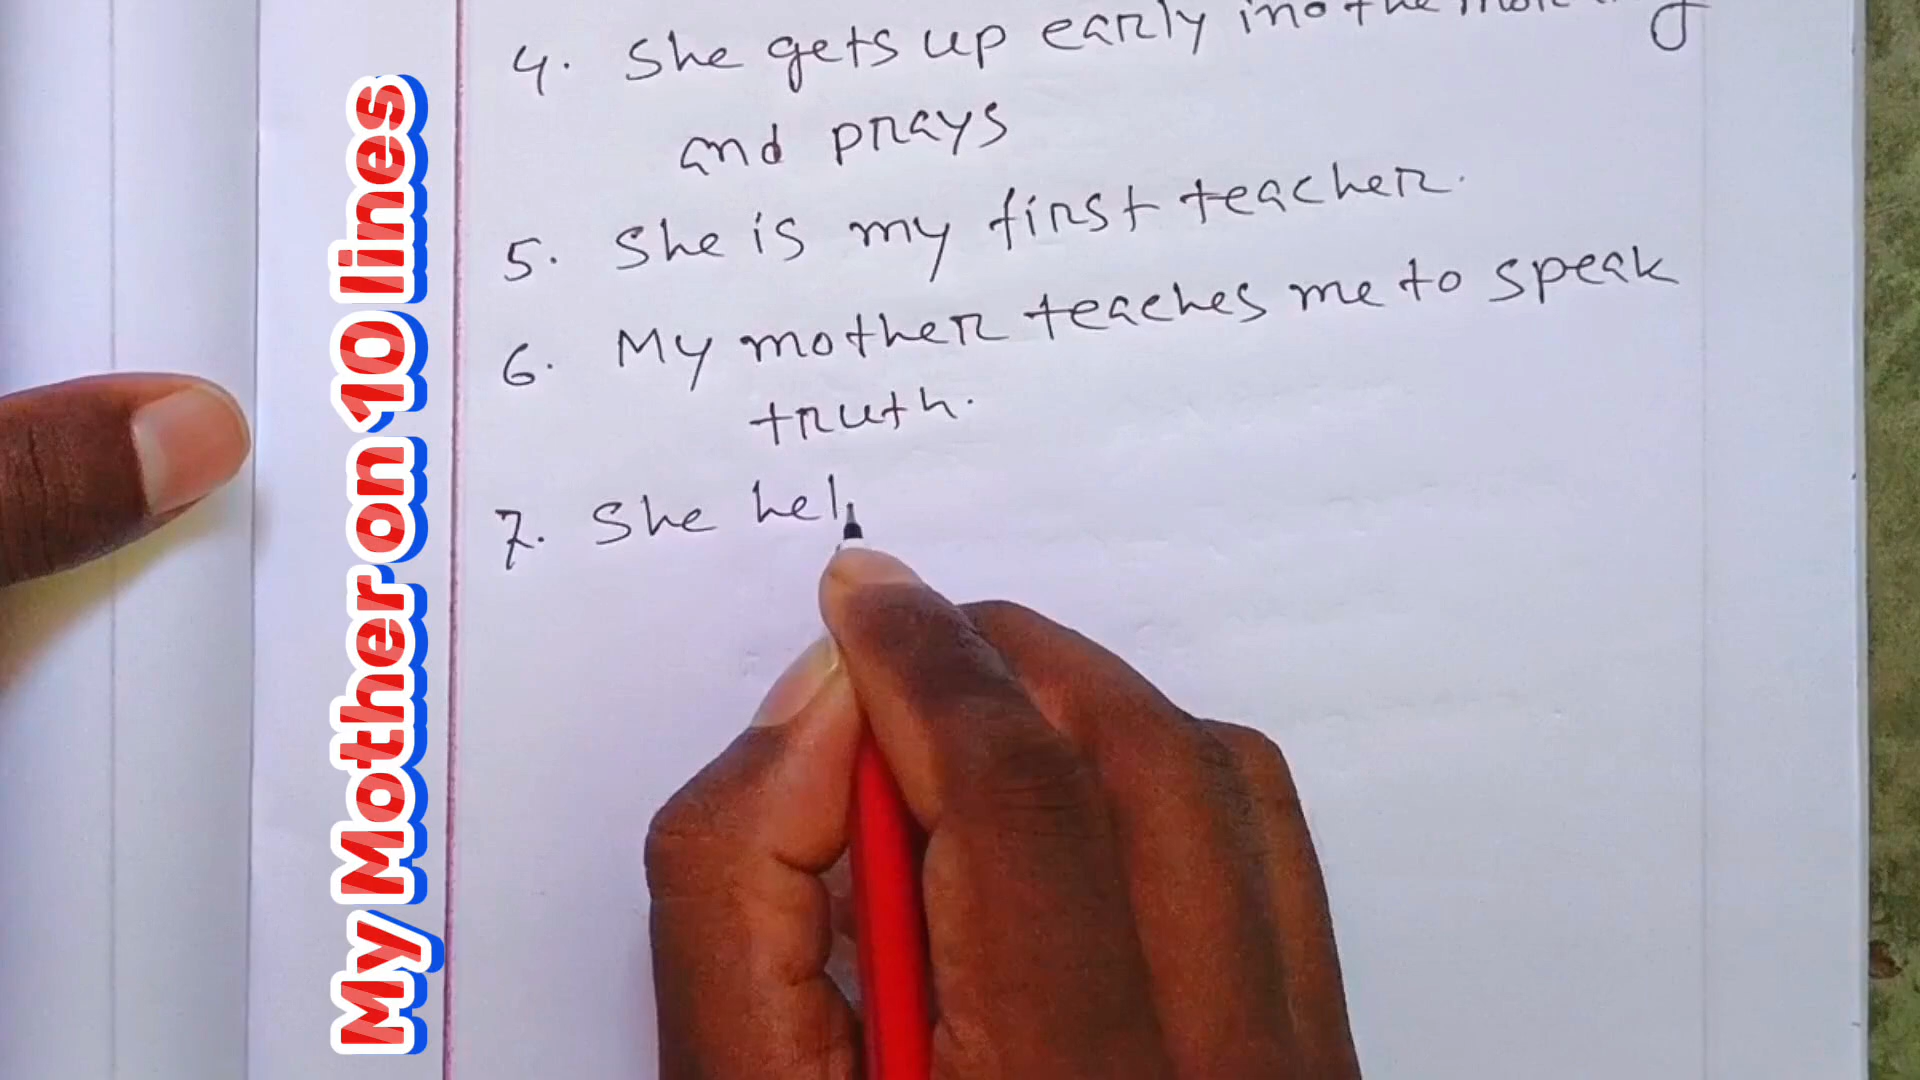 My Mother on 10 lines
4. She gets up early in the morning
and prays
5. She is my first teacher.
6. My mother teaches me to speak
truth.
7. She hel